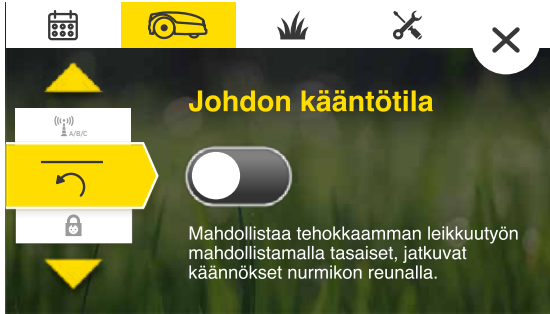 Johdon kääntötila
A/B/C
Mahdollistaa tehokkaamman leikkuutyön
mahdollistamalla tasaiset, jatkuvat
käännökset nurmikon reunalla.